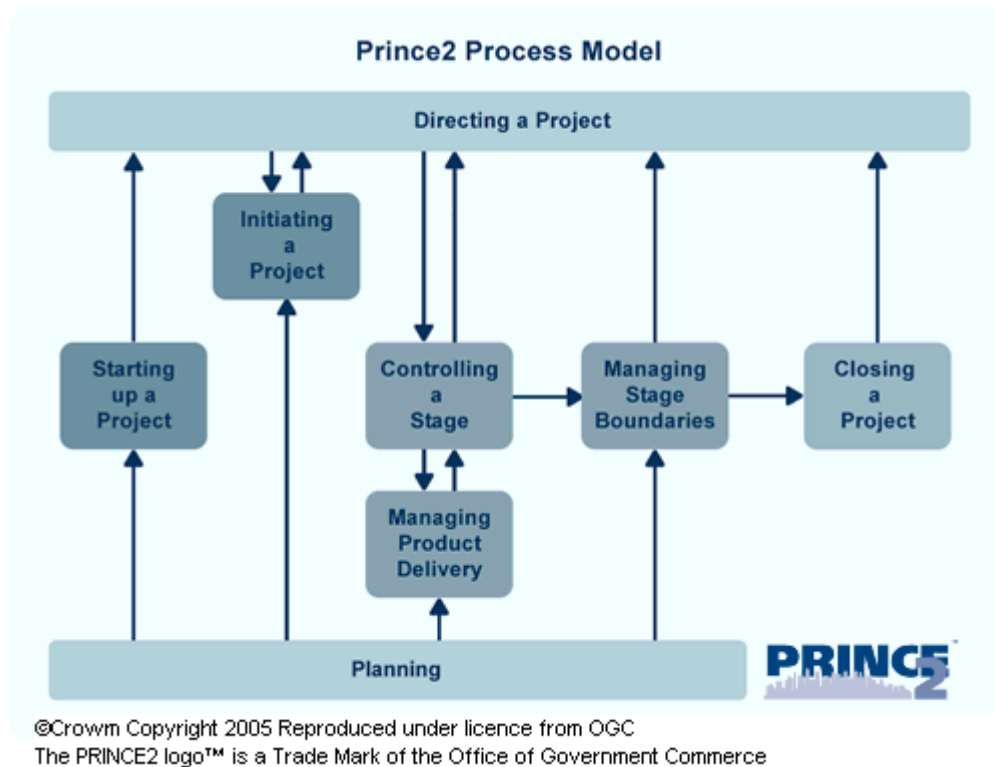 Prince2 Process Model
Directing a Project
Initiating
a
Project
Starting
up a
Project
Controlling
a
Stage
Managing
Stage
Boundaries
Closing
a
Project
Managing
Product
Delivery
Planning
PRINCE2™
©Crowm Copyright 2005 Reproduced under licence from OGC
The PRINCE2 logo™ is a Trade Mark of the Office of Government Commerce